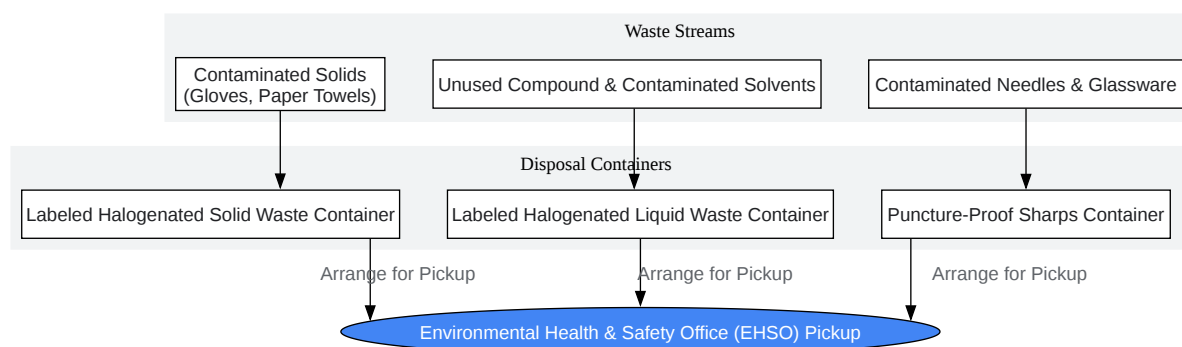 Waste Streams
Contaminated Solids
(Gloves, Paper Towels)
Unused Compound & Contaminated Solvents
Contaminated Needles & Glassware
Disposal Containers
Labeled Halogenated Solid Waste Container
Labeled Halogenated Liquid Waste Container
Puncture-Proof Sharps Container
Arrange for Pickup
Arrange for Pickup
Arrange for Pickup
Environmental Health & Safety Office (EHSO) Pickup